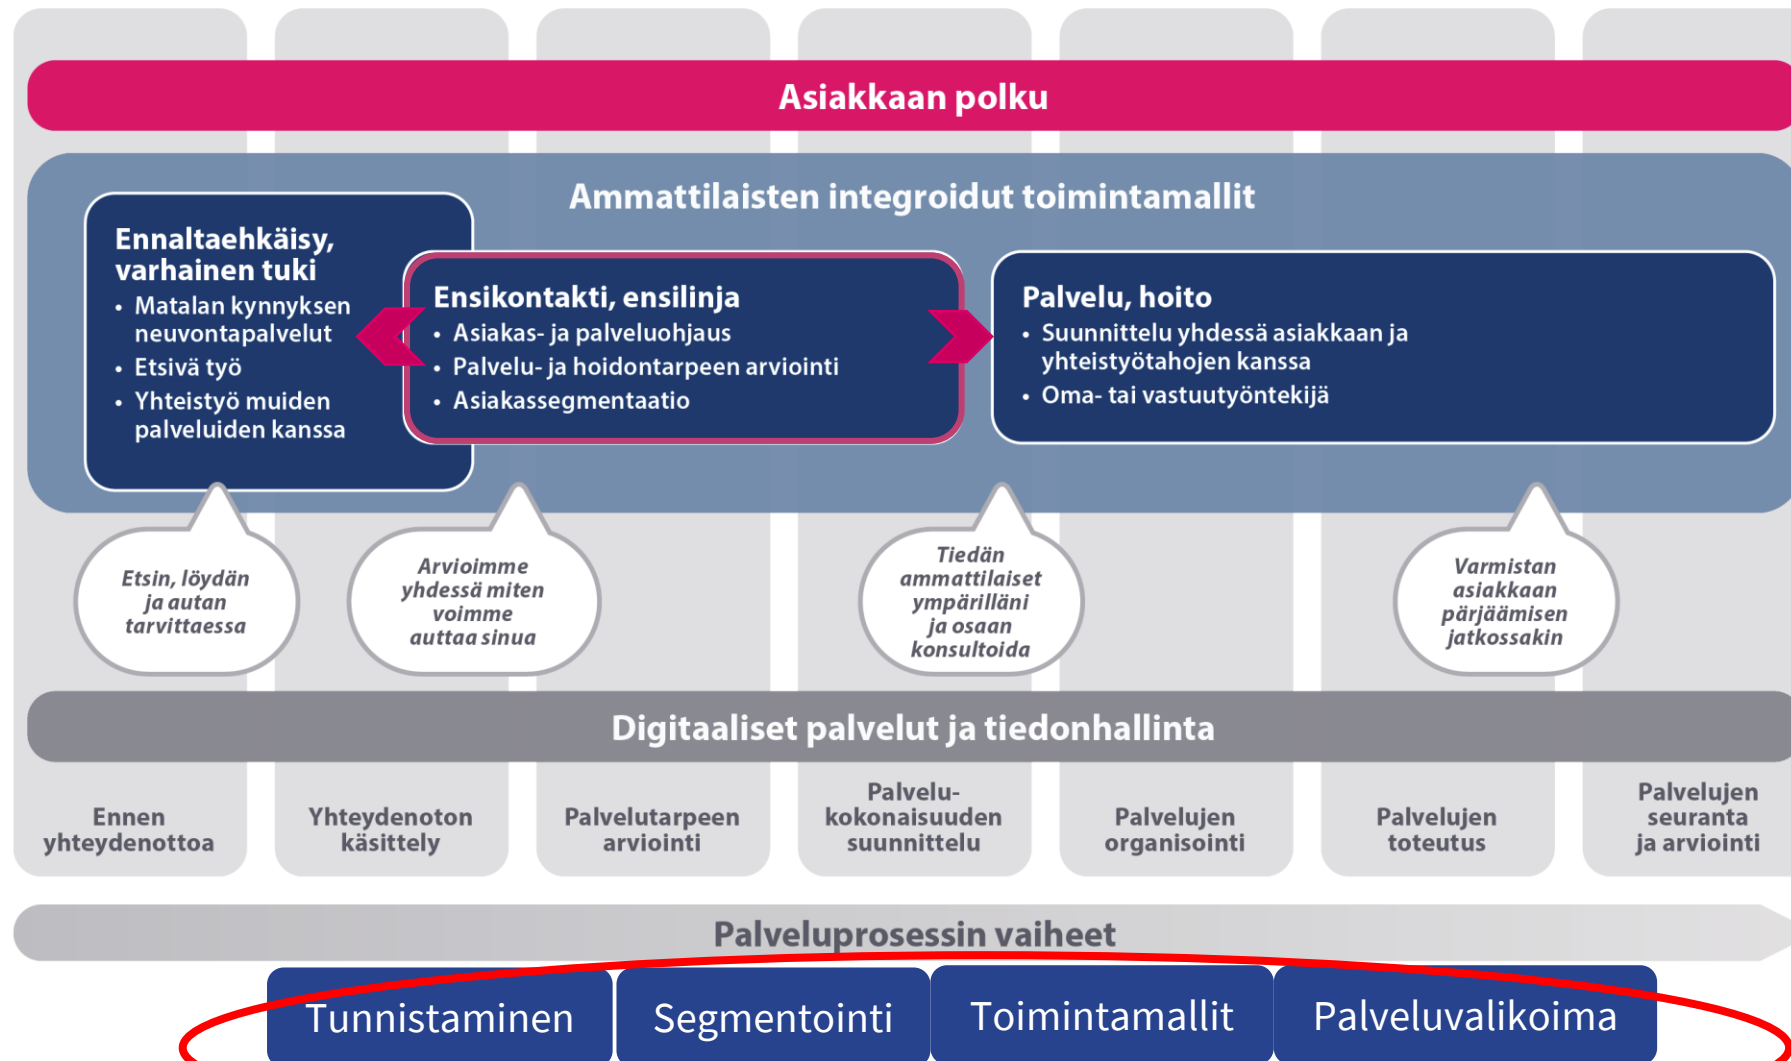 Asiakkaan polku
Ammattilaisten integroidut toimintamallit
Ennaltaehkäisy,
varhainen tuki
• Matalan kynnyksen
neuvontapalvelut
• Etsivä työ
• Yhteistyö muiden
palveluiden kanssa
Ensikontakti, ensilinja
• Asiakas- ja palveluohjaus
• Palvelu- ja hoidontarpeen arviointi
• Asiakassegmentaatio
Palvelu, hoito
• Suunnittelu yhdessä asiakkaan ja
yhteistyötahojen kanssa
• Oma- tai vastuutyöntekijä
Etsin, löydän
ja autan
tarvittaessa
Arvioimme
yhdessä miten
voimme
auttaa sinua
Tiedän
ammattilaiset
ympärilläni
ja osaan
konsultoida
Varmistan
asiakkaan
pärjäämisen
jatkossakin
Digitaaliset palvelut ja tiedonhallinta
Ennen
yhteydenottoa
Yhteydenoton
käsittely
Palvelutarpeen
arviointi
Palvelu-
kokonaisuuden
suunnittelu
Palvelujen
organisointi
Palvelujen
toteutus
Palvelujen
seuranta
ja arviointi
Palveluprosessin vaiheet
Tunnistaminen
Segmentointi
Toimintamallit
Palveluvalikoima